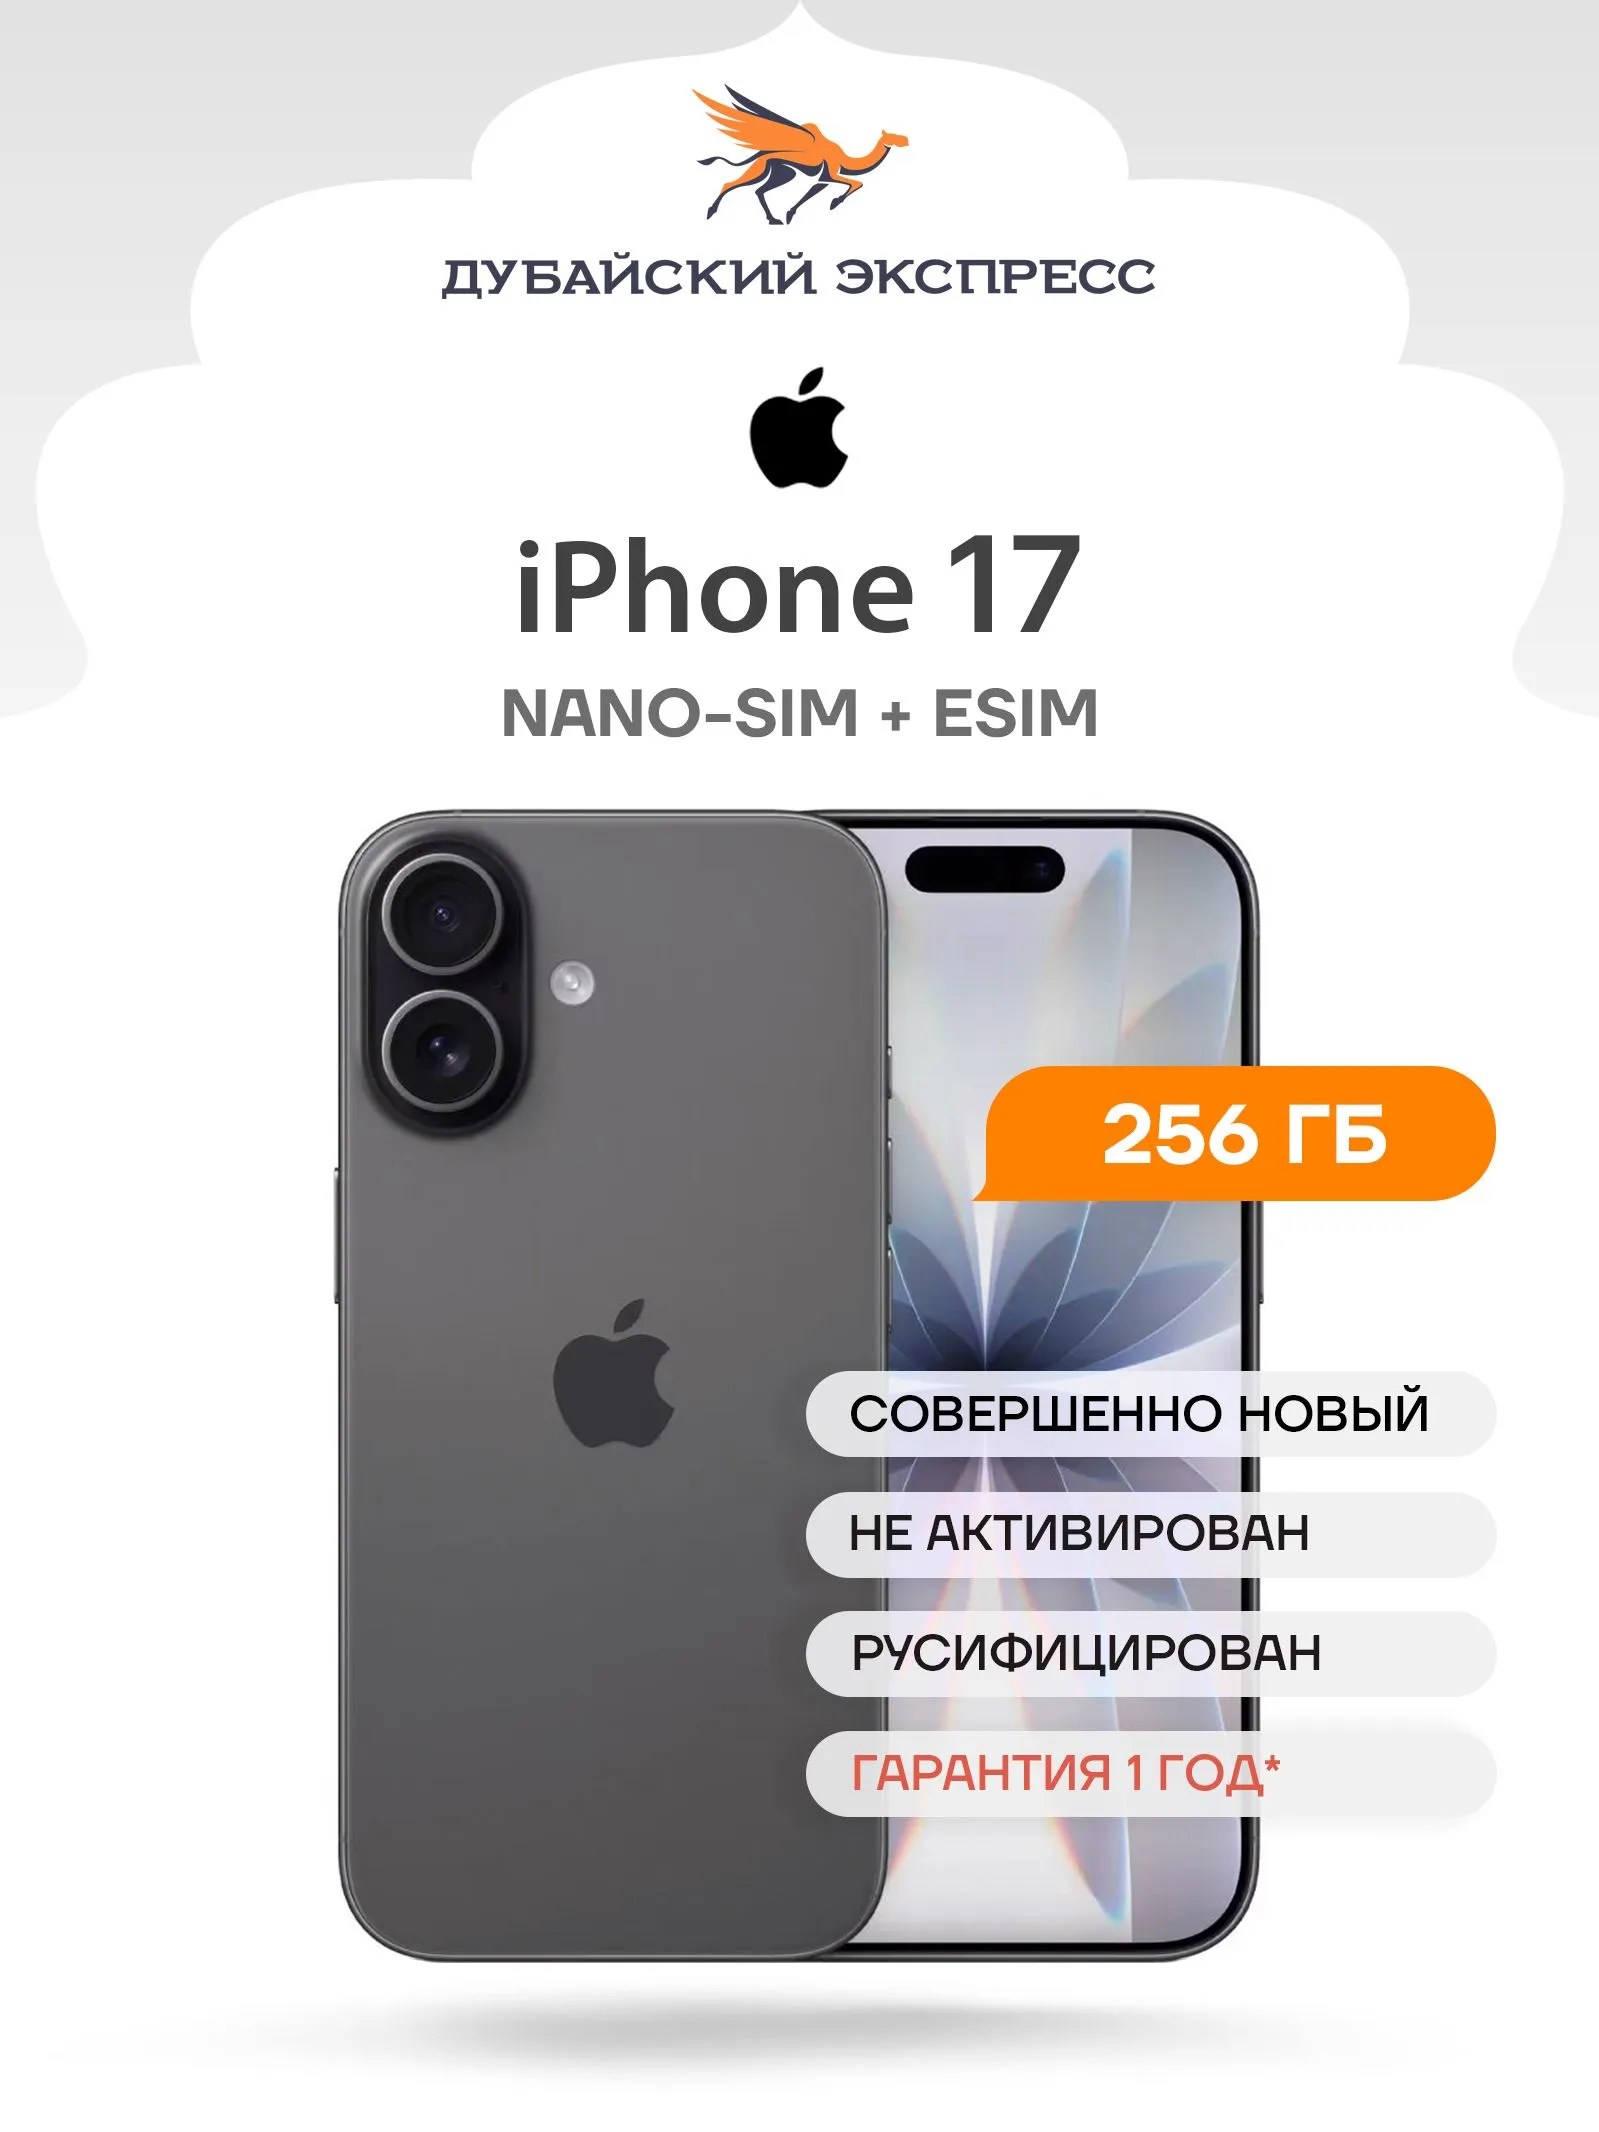 ДУБАЙСКИЙ ЭКСПРЕСС
iPhone 17
NANO-SIM + ESIM
256 ГБ
СОВЕРШЕННО НОВЫЙ
НЕ АКТИВИРОВАН
РУСИФИЦИРОВАН
ГАРАНТИЯ 1 ГОД*